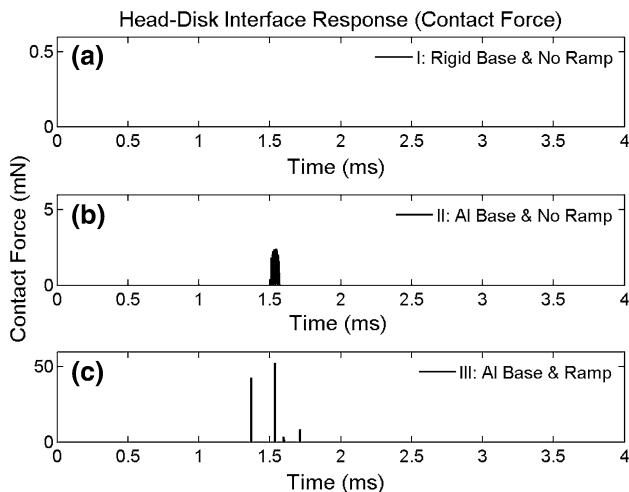 Head-Disk Interface Response (Contact Force)
Contact Force (mN)
(a)
I: Rigid Base & No Ramp
0.5
0
0 0.5 1 1.5 2 2.5 3 3.5 4
Time (ms)
(b)
II: Al Base & No Ramp
5
0
0 0.5 1 1.5 2 2.5 3 3.5 4
Time (ms)
(c)
III: Al Base & Ramp
50
0
0 0.5 1 1.5 2 2.5 3 3.5 4
Time (ms)